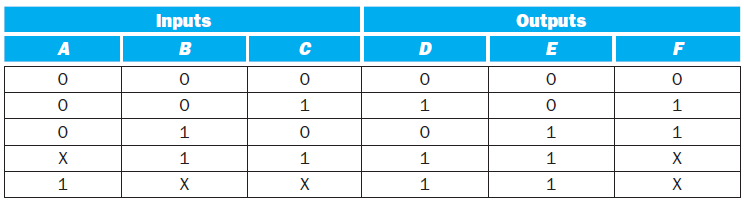 Inputs Outputs
A B C D E F
0 0 0 0 0 0
0 0 1 1 0 1
0 1 0 0 1 1
X 1 1 1 1 X
1 X X 1 1 X